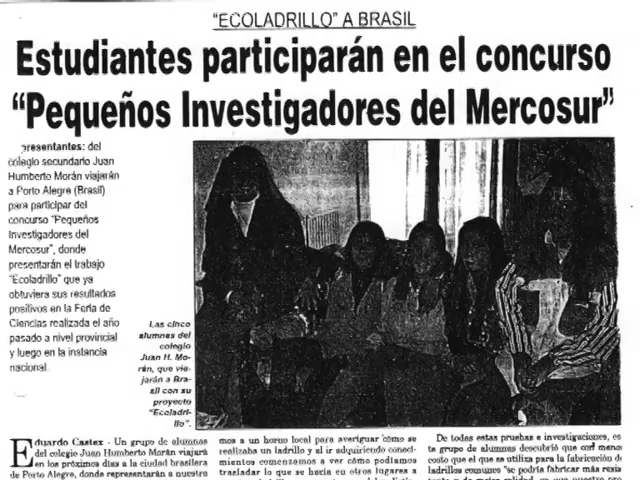 "ECOLADRILLO" A BRASIL
Estudiantes participarán en el concurso
"Pequeños Investigadores del Mercosur"
presentantes: del
colegio secundario Juan
Humberto Morán viajarán
a Porto Alegre (Brasil)
para participar del
concurso "Pequeños
Investigadores del
Mercosur", donde
presentarán el trabajo
"Ecoladrillo" que ya
obtuviera sus resultados
positivos en la Feria de
Ciencias realizada el año
pasado a nivel provincial
y luego en la instancia
nacional.
Las cinco
alumnas del
colegio
Juan H. Mo-
rán, que via-
jarán a Bra-
sil con su
proyecto
"Ecoladri-
llo".
Eduardo Castex - Un grupo de alumnas
del colegio Juan Humberto Morán viajará
en los próximos días a la ciudad brasilera
de Porto Alegre, donde representarán a nuestra
mos a un horno local para averiguar cómo se
realizaba un ladrillo y al ir adquiriendo conoci-
mientos comenzamos a ver cómo podíamos
trasladar lo que se hacía en otros lugares a
De todas estas pruebas e investigaciones, es-
te grupo de alumnas descubrió que con menos
costo que el que se utiliza para la fabricación de
ladrillos comunes "se podría fabricar más